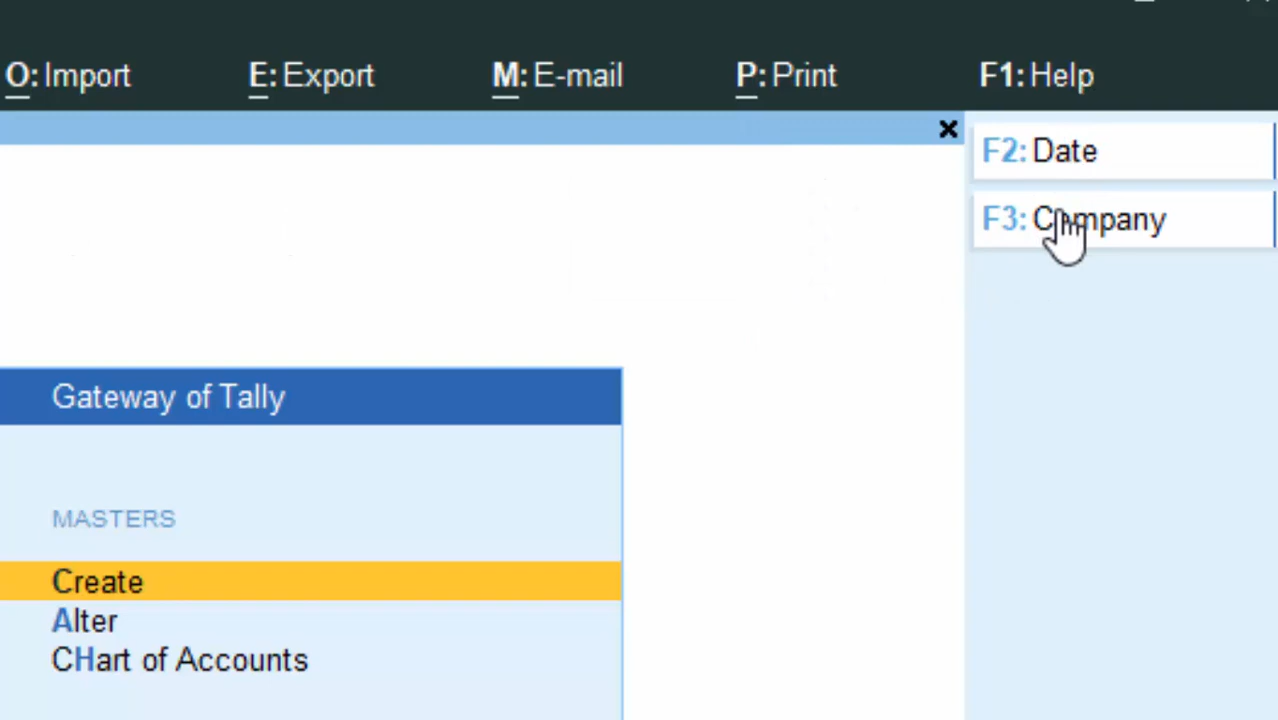 O: Import E: Export M: E-mail P: Print F1: Help
F2: Date
F3: Company
Gateway of Tally
MASTERS
Create
Alter
CHart of Accounts